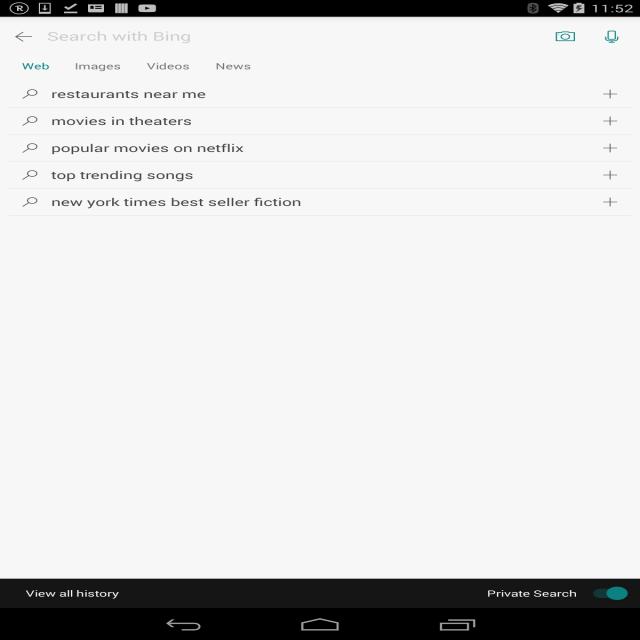 11:52
Search with Bing
Web Images Videos News
restaurants near me
movies in theaters
popular movies on netflix
top trending songs
new york times best seller fiction
View all history Private Search